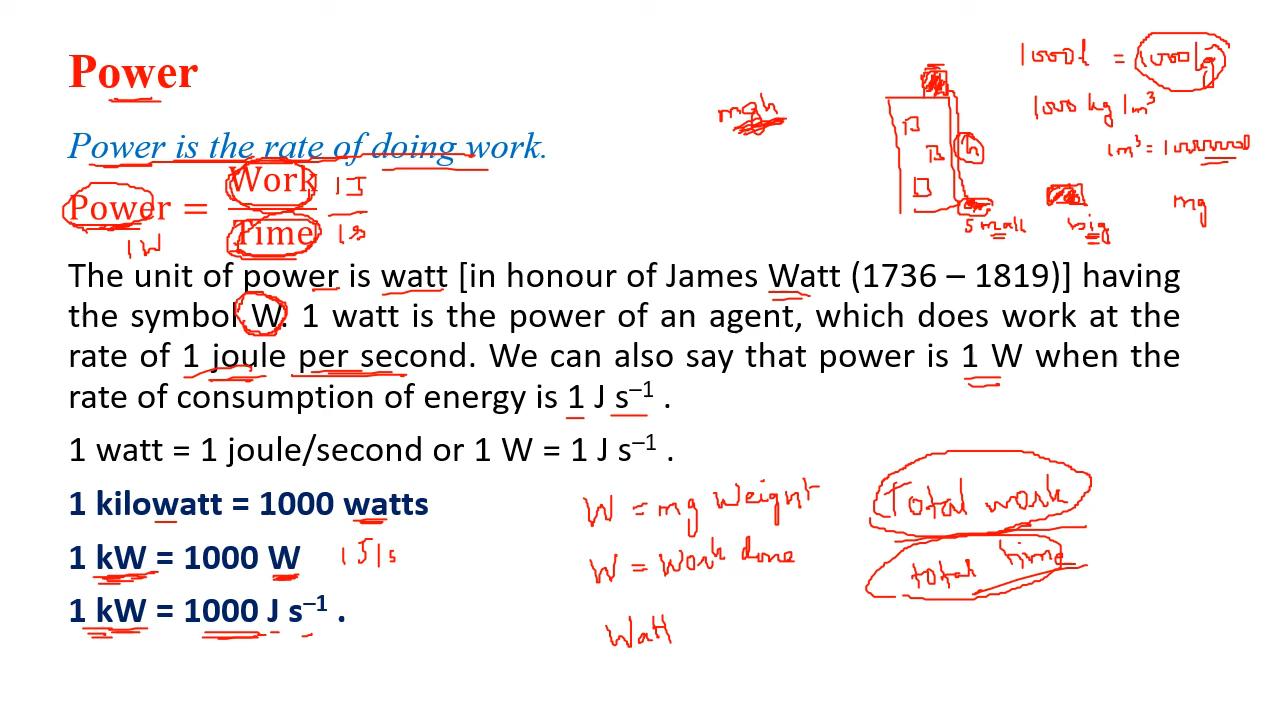 Power
1000l = 1000kg
mgh
1000 kg 1m³
Power is the rate of doing work.
1m³ =
Power = Work / Time
1J
1s
1W
h
small
big
mg
The unit of power is watt [in honour of James Watt (1736 – 1819)] having
the symbol W. 1 watt is the power of an agent, which does work at the
rate of 1 joule per second. We can also say that power is 1 W when the
rate of consumption of energy is 1 J s⁻¹ .
1 watt = 1 joule/second or 1 W = 1 J s⁻¹ .
1 kilowatt = 1000 watts
W = mg Weight
Total work
1 kW = 1000 W
1J/s
W = Work done
total time
1 kW = 1000 J s⁻¹ .
Watt